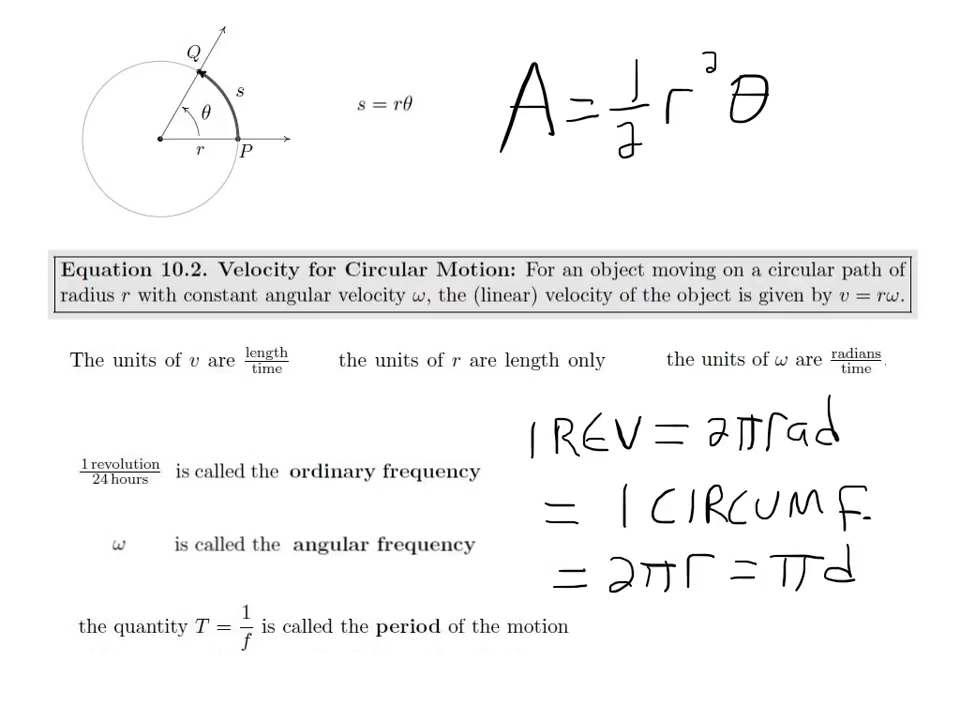 Q
s
θ
r
P
s = rθ
A = 1/2 r² θ
Equation 10.2. Velocity for Circular Motion: For an object moving on a circular path of
radius r with constant angular velocity ω, the (linear) velocity of the object is given by v = rω.
The units of v are length/time the units of r are length only the units of ω are radians/time.
1 REV = 2π rad
1 revolution/24 hours is called the ordinary frequency
= 1 CIRCUMF.
ω is called the angular frequency
= 2πr = πd
the quantity T = 1/f is called the period of the motion